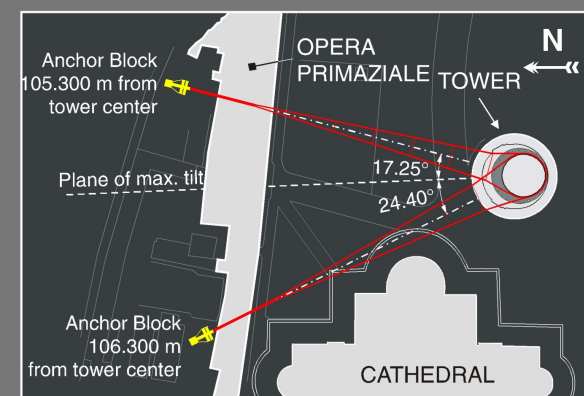 Anchor Block
105.300 m from
tower center
OPERA
PRIMAZIALE
TOWER
N
17.25°
Plane of max. tilt
24.40°
Anchor Block
106.300 m
from tower center
CATHEDRAL